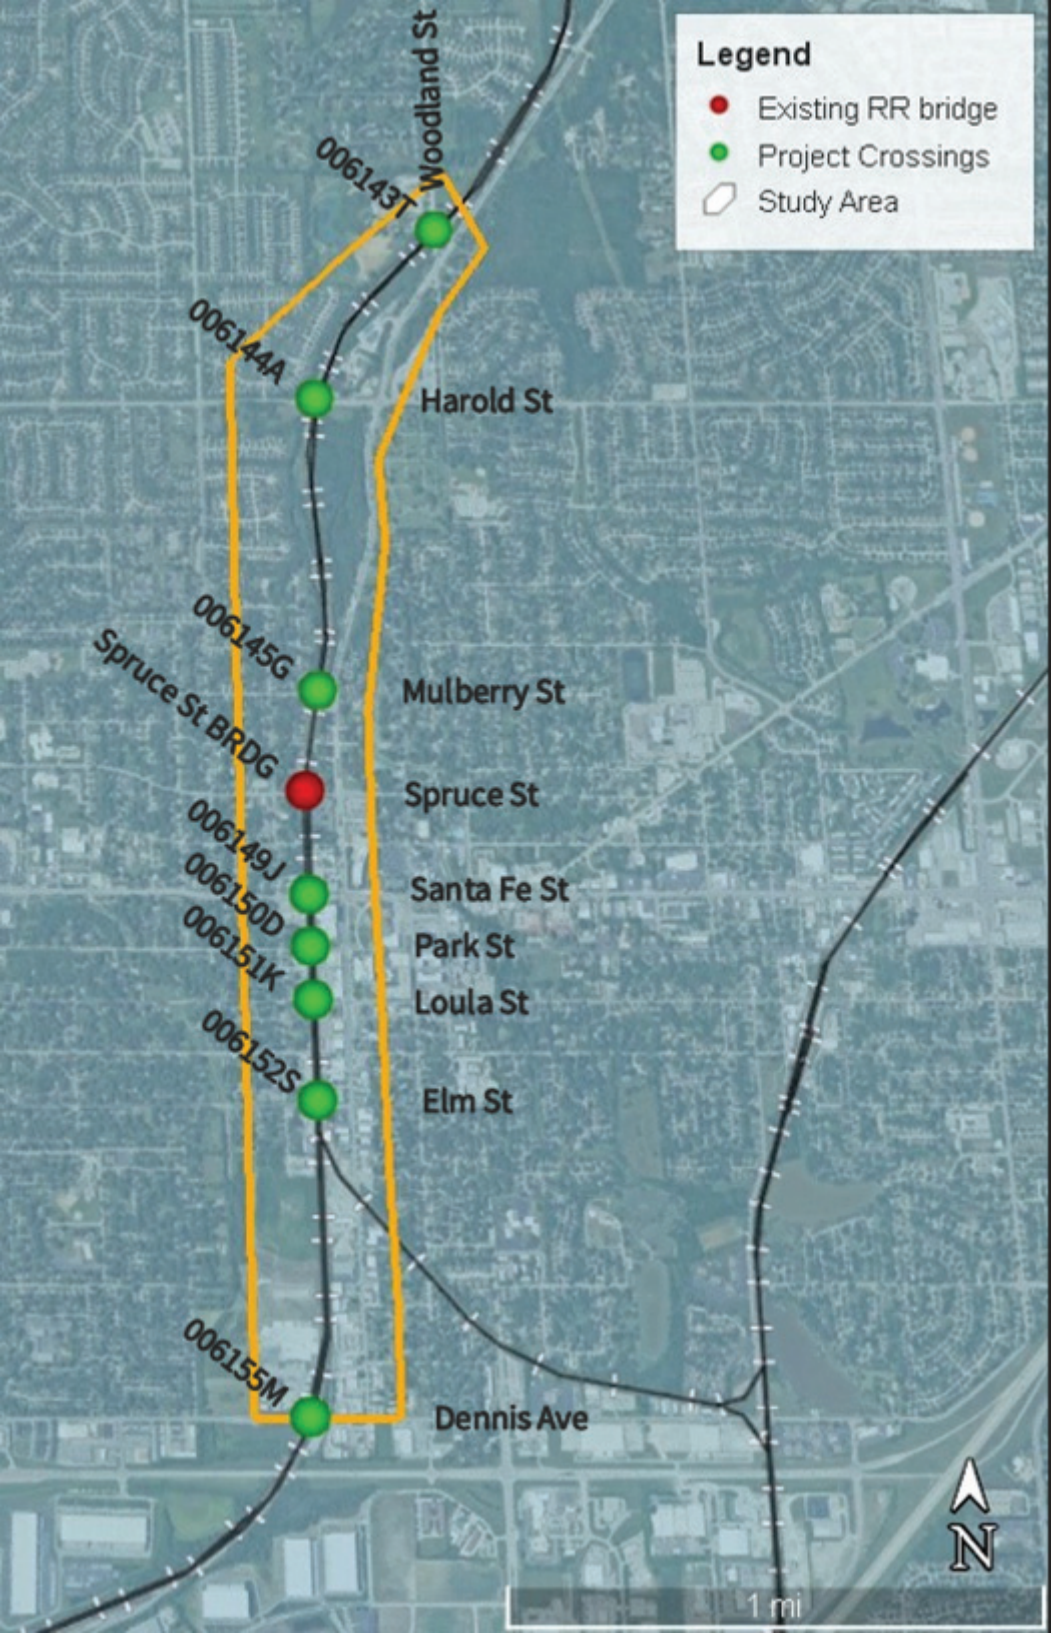 Woodland St
Legend
Existing RR bridge
Project Crossings
Study Area
006143T
006144A
Harold St
006145G
Mulberry St
Spruce St BRDG
Spruce St
006149J
Santa Fe St
006150D
Park St
006151K
Loula St
006152S
Elm St
006155M
Dennis Ave
N
1 mi